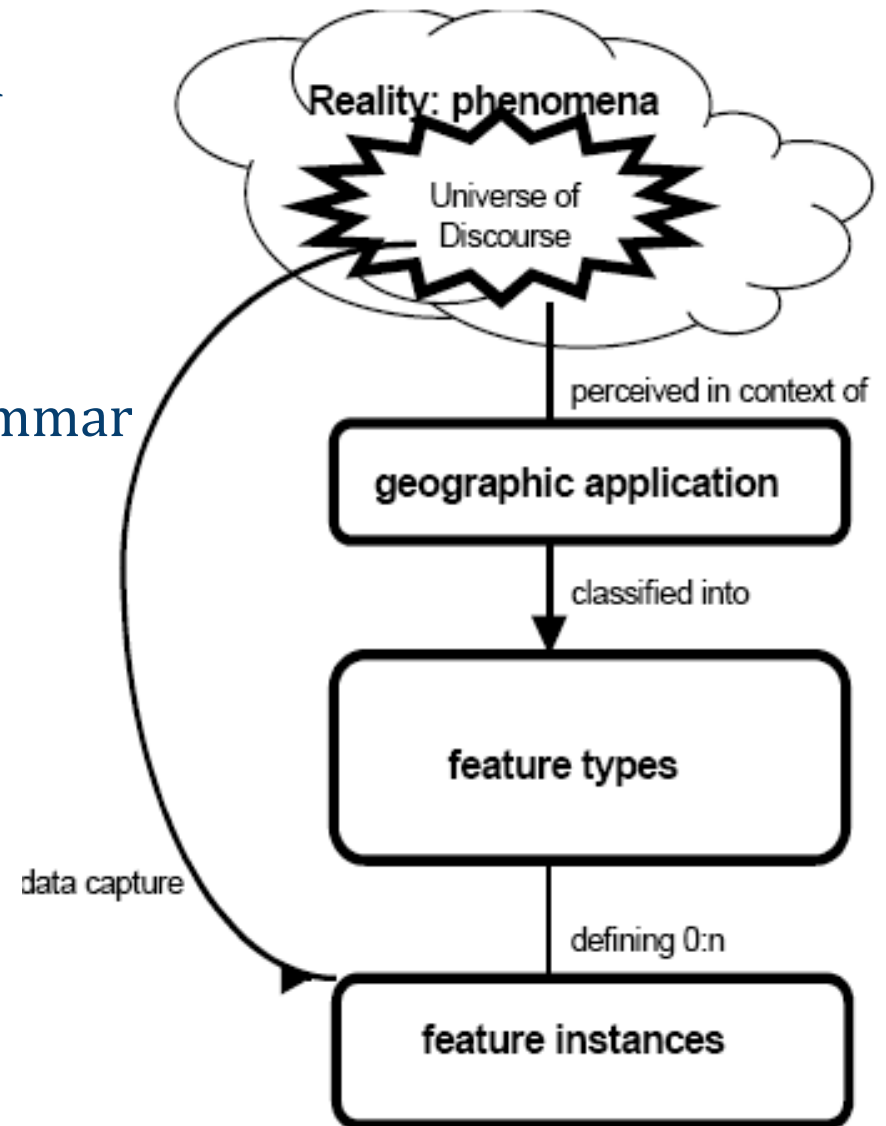 Reality: phenomena
Universe of
Discourse
perceived in context of
mmar
geographic application
classified into
feature types
data capture
defining 0:n
feature instances